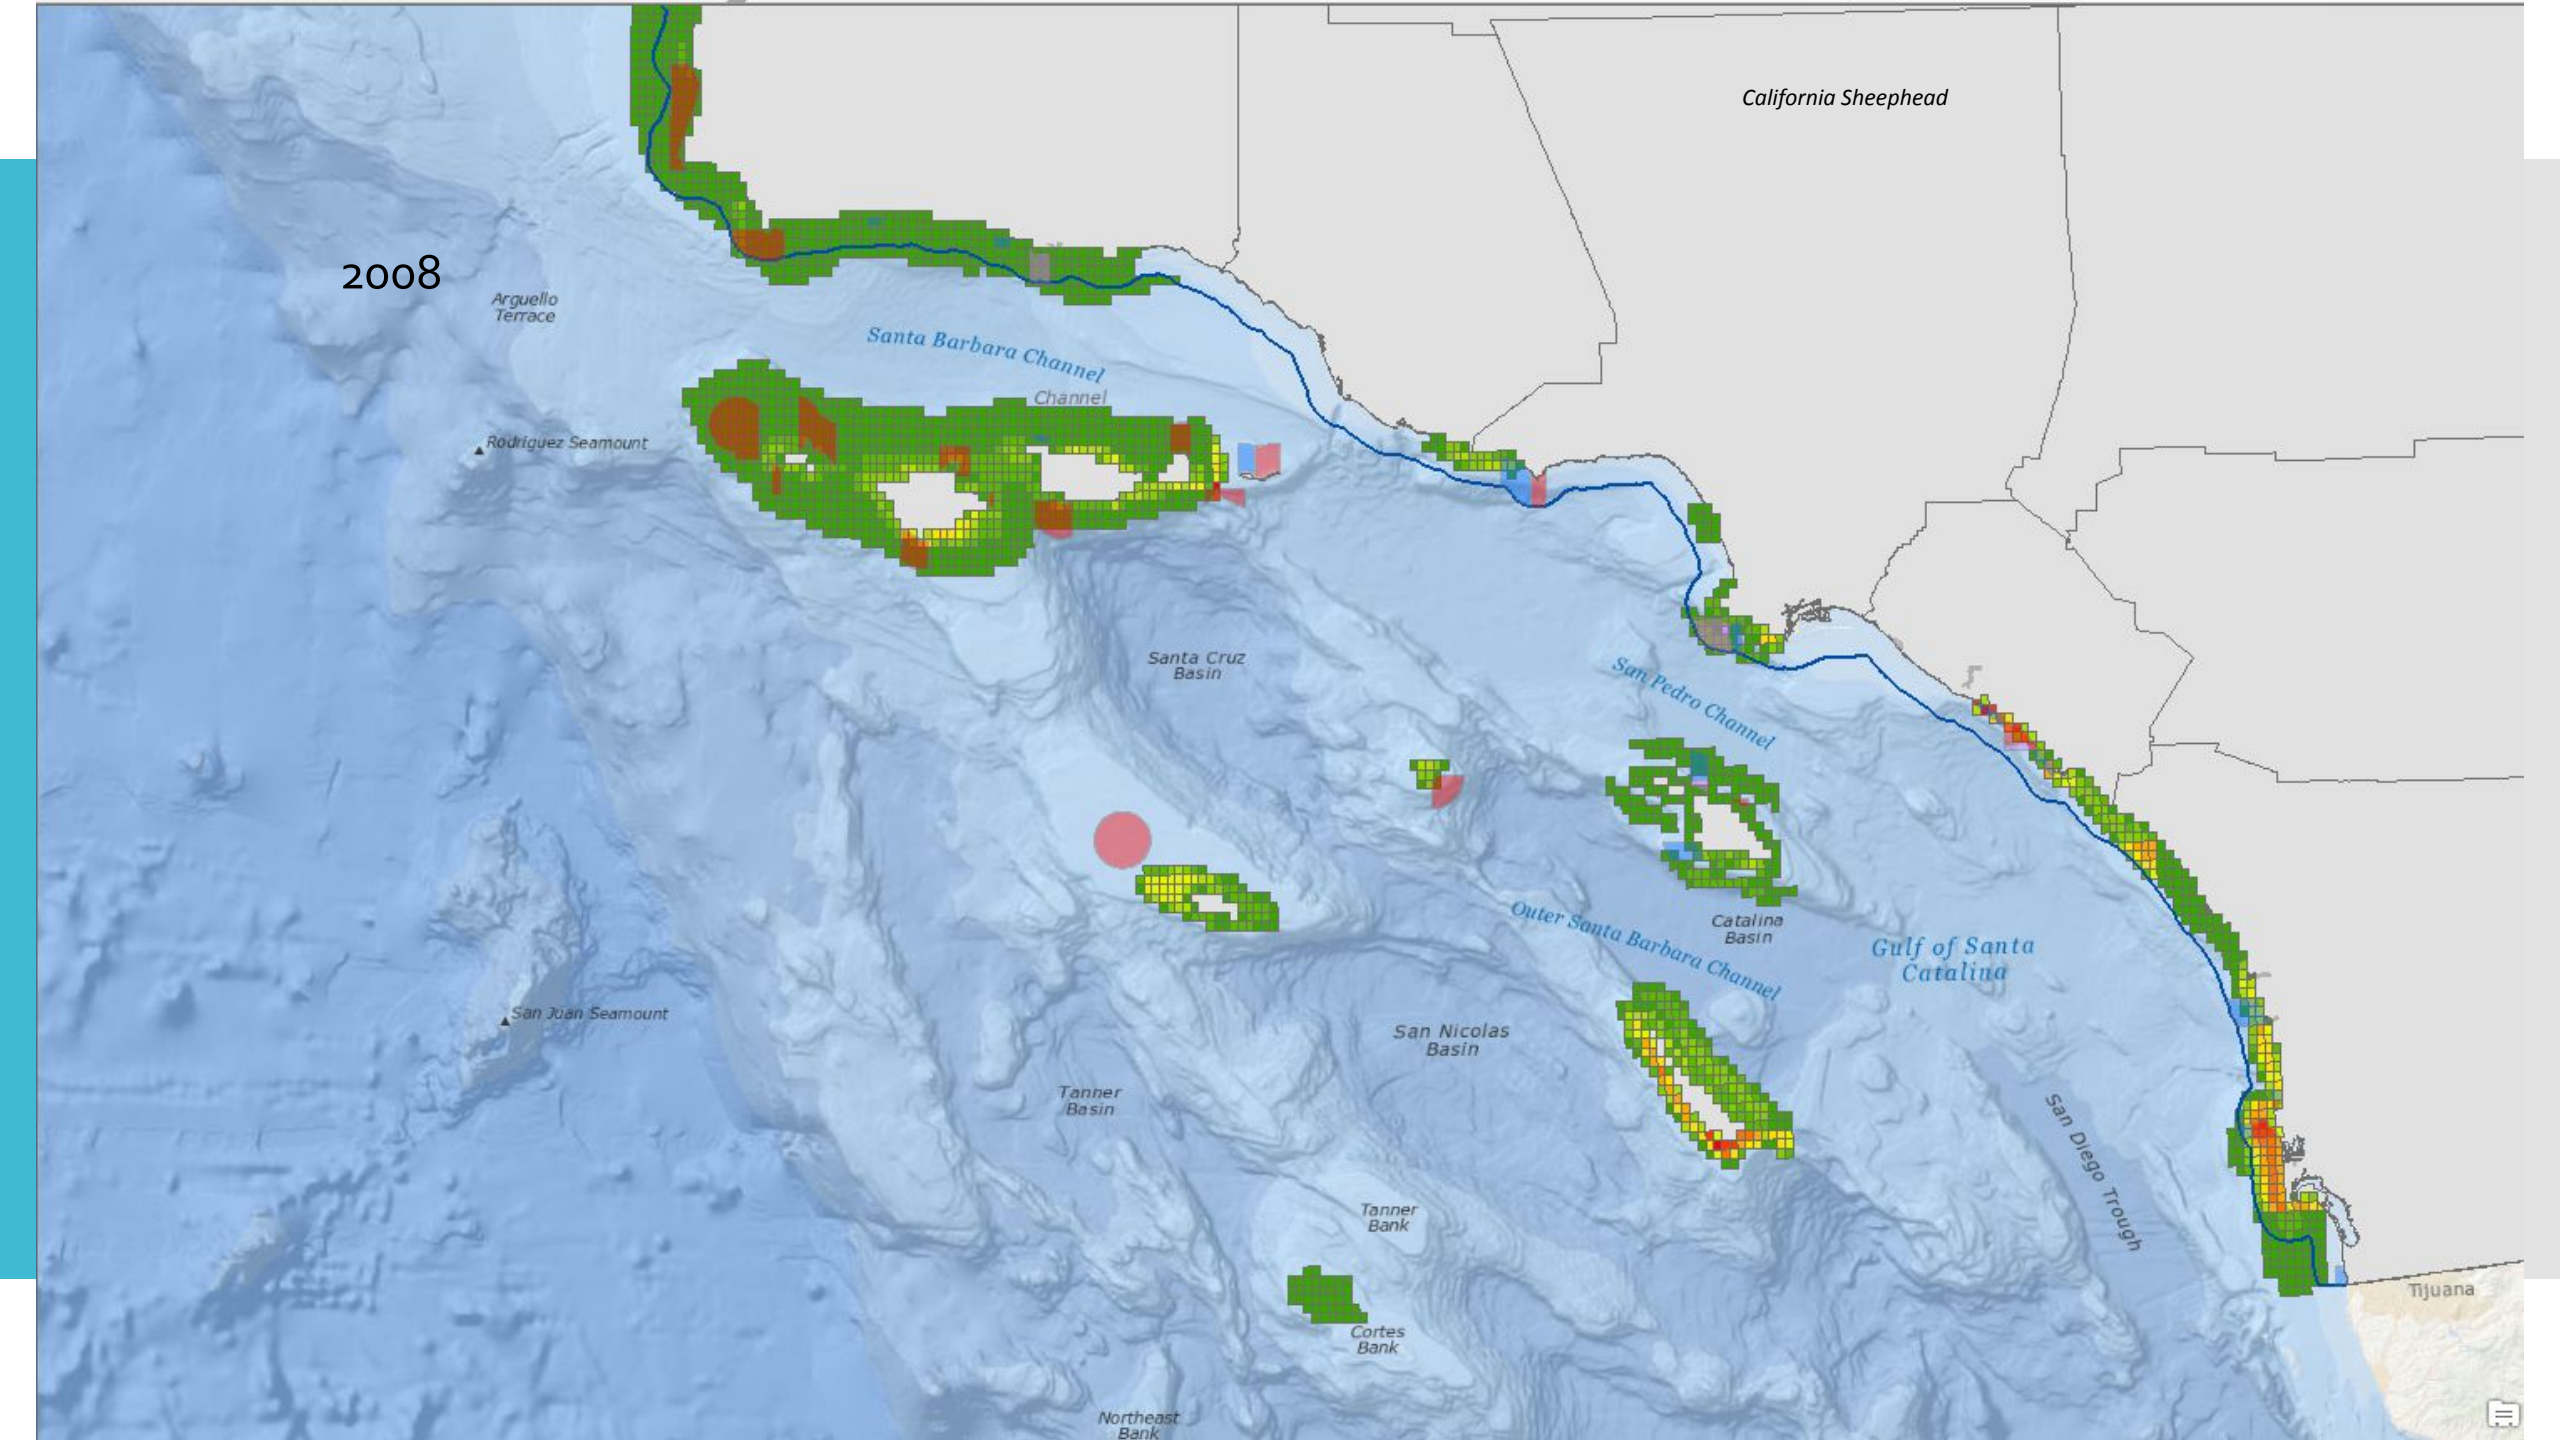 California Sheephead
2008
Arguello
Terrace
Santa Barbara Channel
Channel
Rodriguez Seamount
Santa Cruz
Basin
San Pedro Channel
Outer Santa Barbara Channel
Catalina
Basin
Gulf of Santa
Catalina
San Juan Seamount
San Nicolas
Basin
Tanner
Basin
San Diego Trough
Tanner
Bank
Cortes
Bank
Tijuana
Northeast
Bank